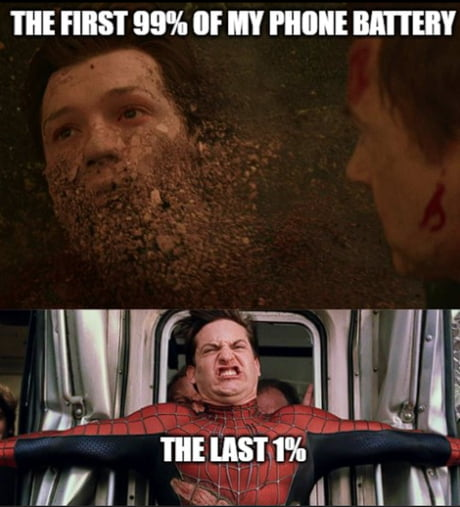 THE FIRST 99% OF MY PHONE BATTERY
THE LAST 1%